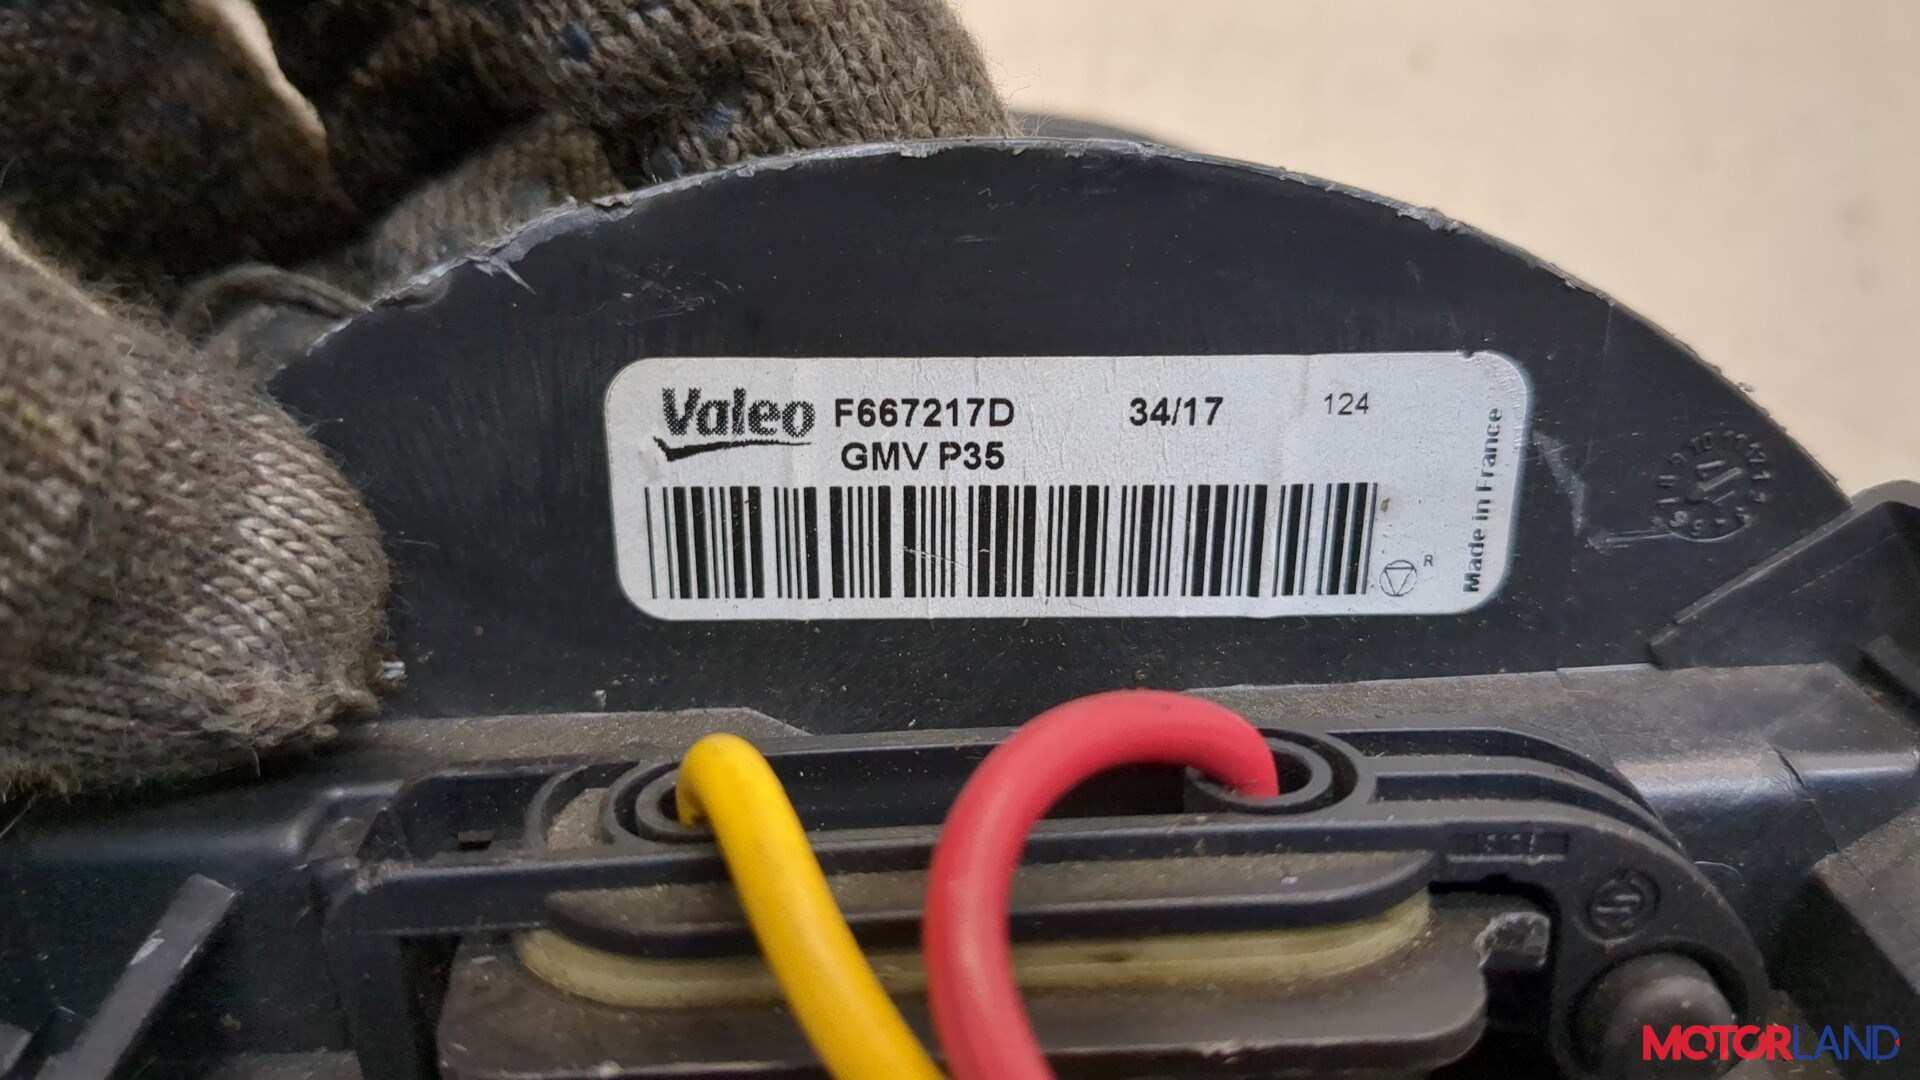 Valeo F667217D 34/17 124
GMV P35
R
Made in France
MOTORLAND